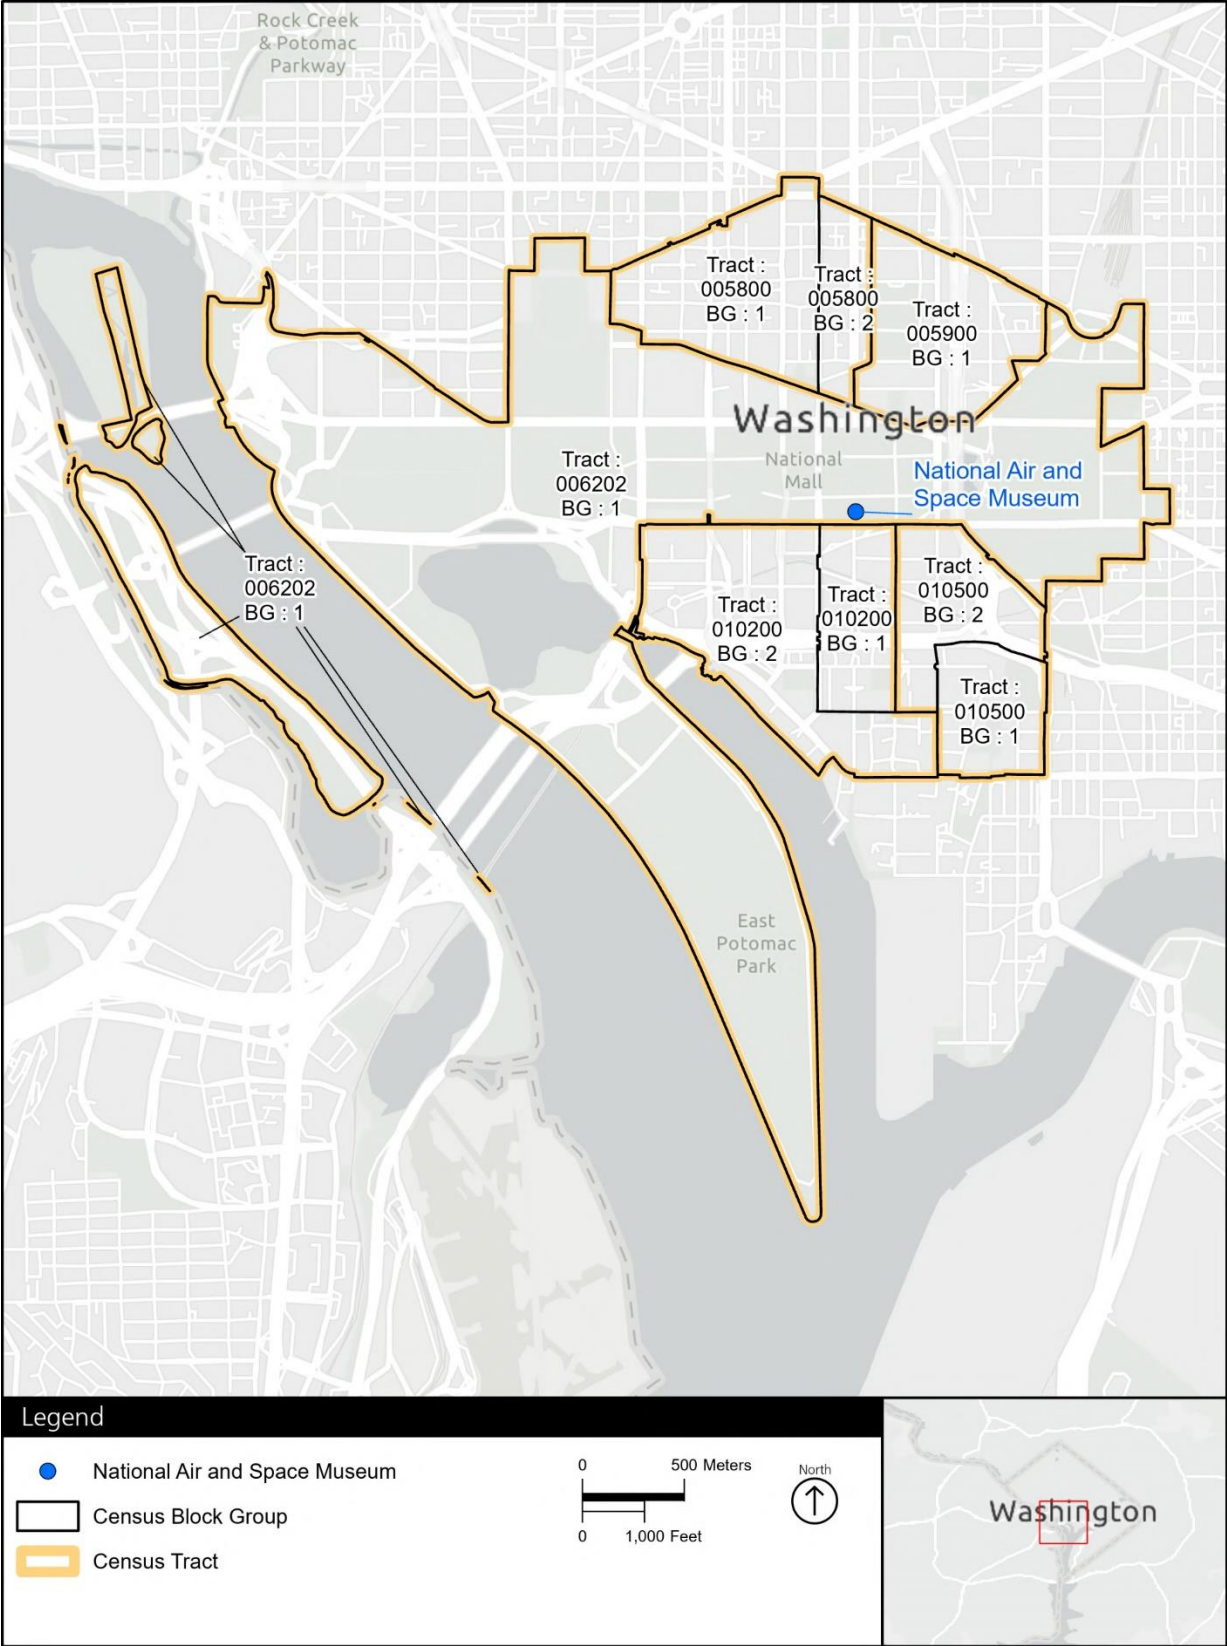 Rock Creek
& Potomac
Parkway
Tract :
005800
BG : 1
Tract :
005800
BG : 2
Tract :
005900
BG : 1
Washington
National
Mall
National Air and
Space Museum
Tract :
006202
BG : 1
Tract :
006202
BG : 1
Tract :
010200
BG : 2
Tract :
010200
BG : 1
Tract :
010500
BG : 2
Tract :
010500
BG : 1
East
Potomac
Park
Legend
National Air and Space Museum
Census Block Group
Census Tract
0 500 Meters
0 1,000 Feet
North
Washington